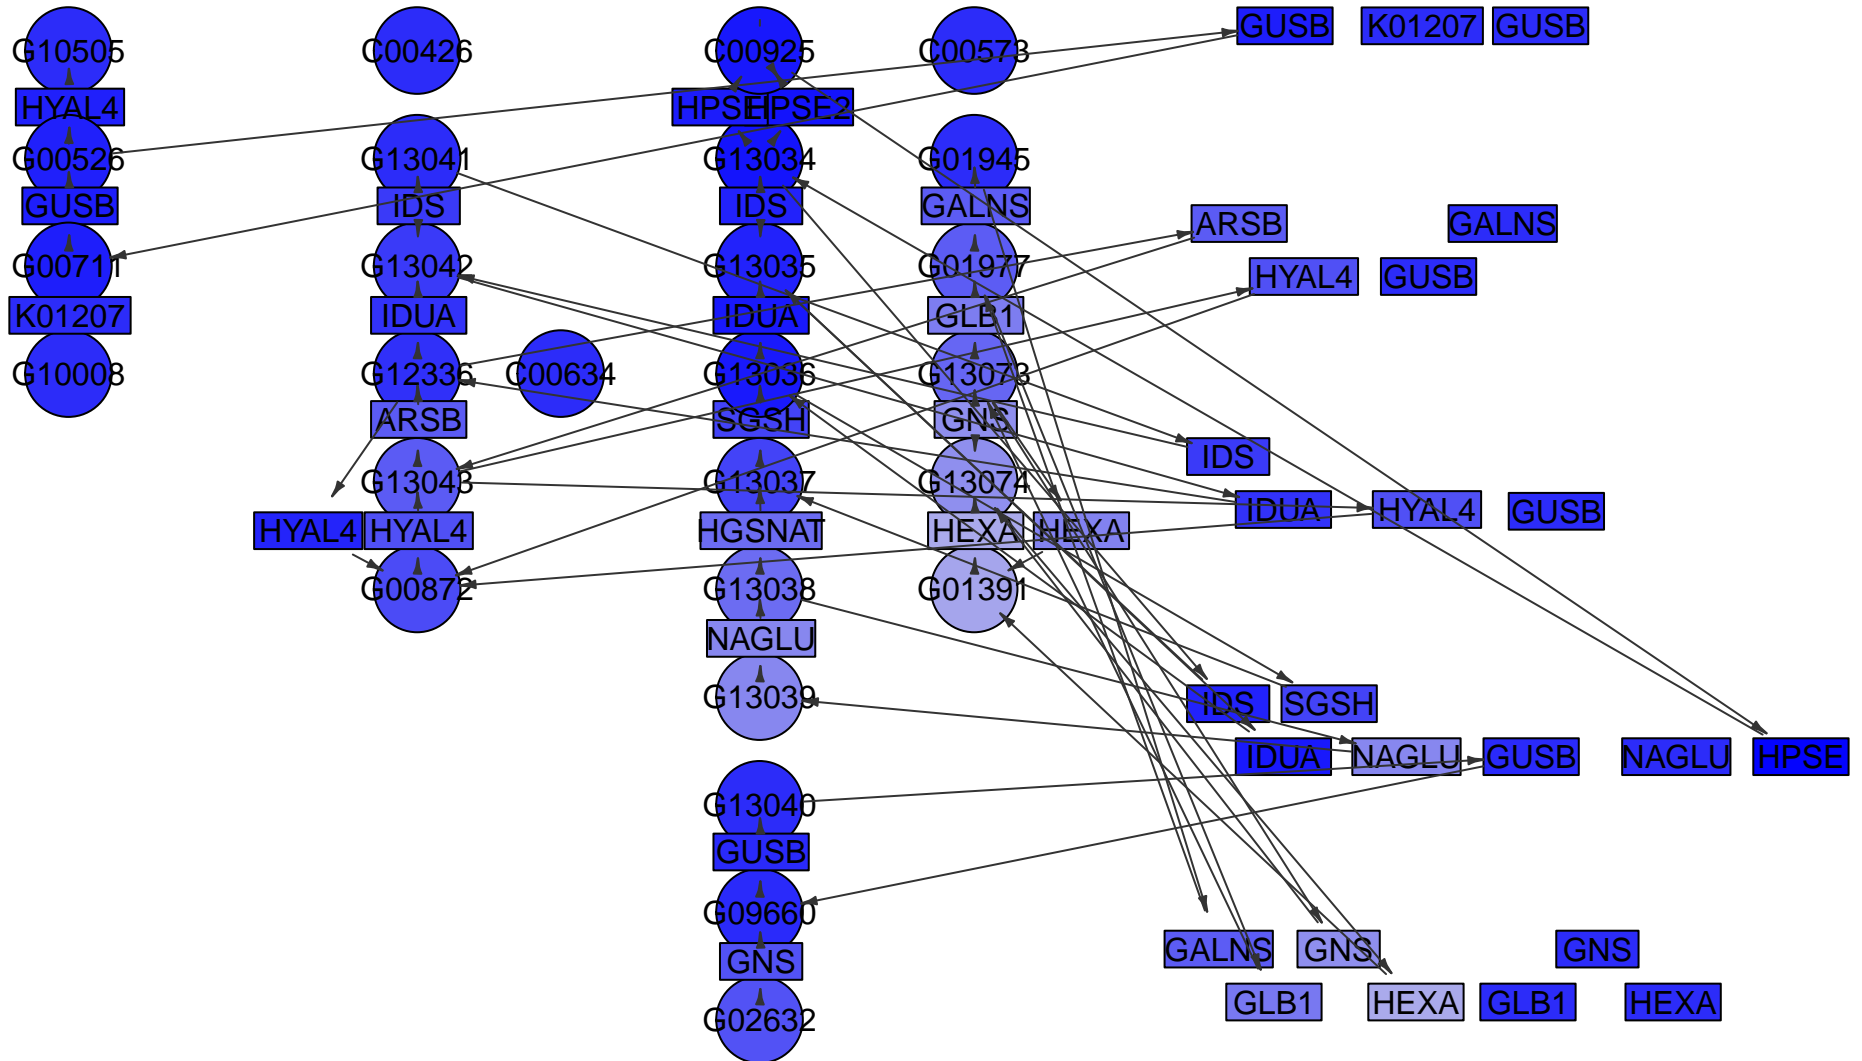 GUSB K01207 GUSB
G10505 C00426 C00925 C00573
HYAL4 HPSE HPSE2
G00526 G13041 G13034 G01945
GUSB IDS IDS GALNS ARSB GALNS
G00711 G13042 G13035 G01977 HYAL4 GUSB
K01207 IDUA IDUA GLB1
G10008 G12336 C00634 G13036 G13073
ARSB SGSH GNS
IDS
G13043 G13037 G13074
IDUA HYAL4 GUSB
HYAL4 HYAL4 HGSNAT HEXA HEXA
G00872 G13038 G01391
NAGLU
G13039 IDS SGSH
IDUA NAGLU GUSB NAGLU HPSE
G13040
GUSB
G09660
GALNS GNS GNS
GNS
GLB1 HEXA GLB1 HEXA
G02632